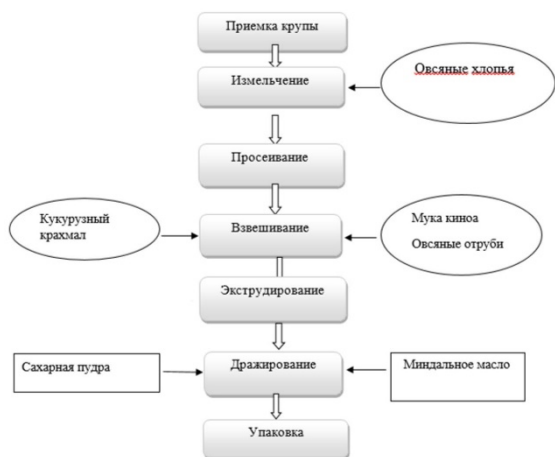 Приемка крупы
Измельчение
Овсяные хлопья
Просеивание
Кукурузный
крахмал
Взвешивание
Мука киноа
Овсяные отруби
Экструдирование
Сахарная пудра
Дражирование
Миндальное масло
Упаковка